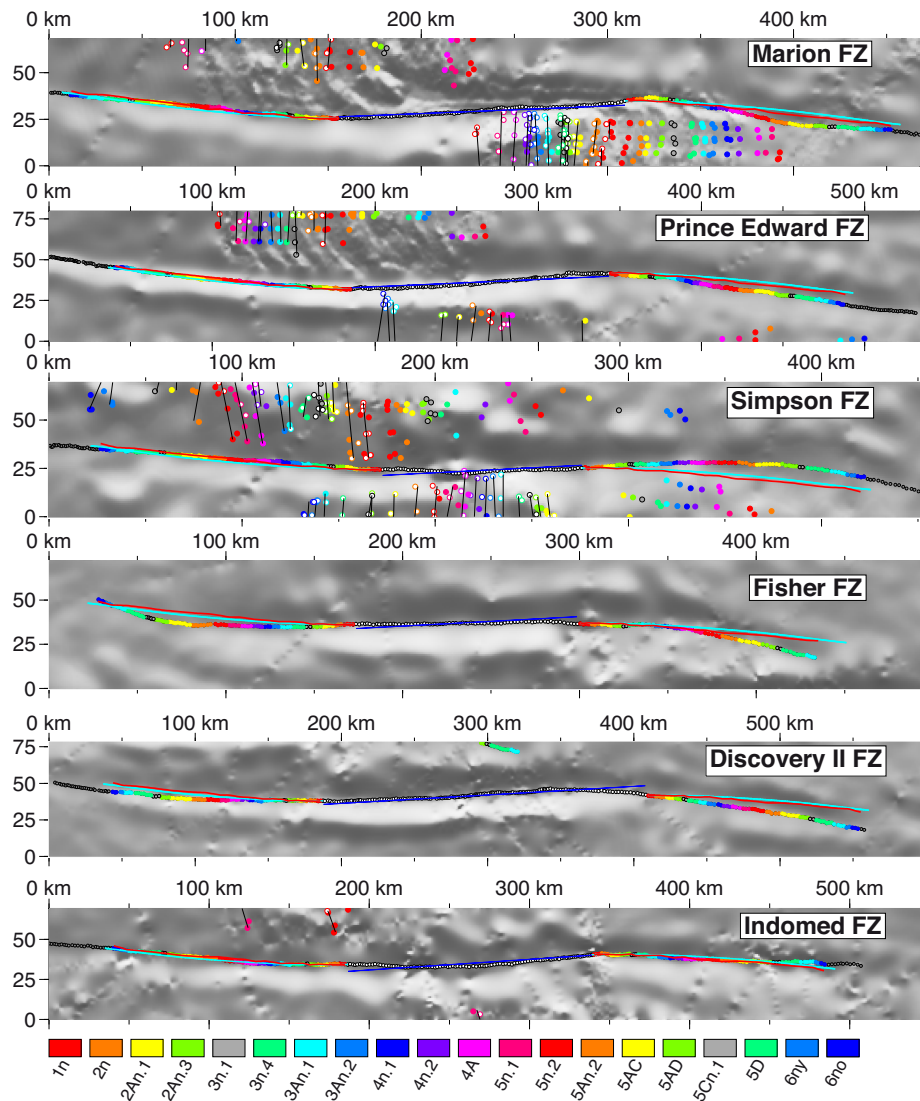 0 km 100 km 200 km 300 km 400 km
Marion FZ
50
25
0
0 km 100 km 200 km 300 km 400 km 500 km
Prince Edward FZ
75
50
25
0
0 km 100 km 200 km 300 km 400 km
Simpson FZ
50
25
0
0 km 100 km 200 km 300 km 400 km
Fisher FZ
50
25
0
0 km 100 km 200 km 300 km 400 km 500 km
Discovery II FZ
75
50
25
0
0 km 100 km 200 km 300 km 400 km 500 km
Indomed FZ
50
25
0
1n 2n 2An.1 2An.3 3n.1 3n.4 3An.1 3An.2 4n.1 4n.2 4A 5n.1 5n.2 5An.2 5AC 5AD 5Cn.1 5D 6ny 6no